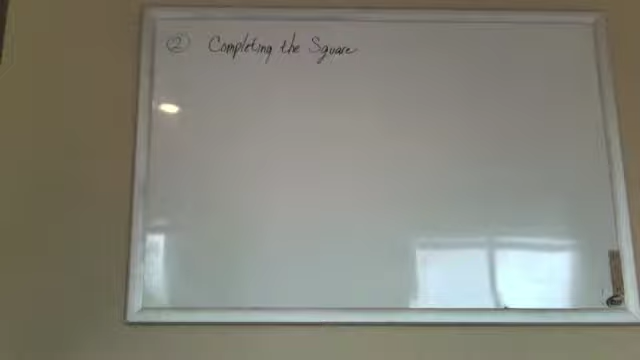 ② Completing the Square